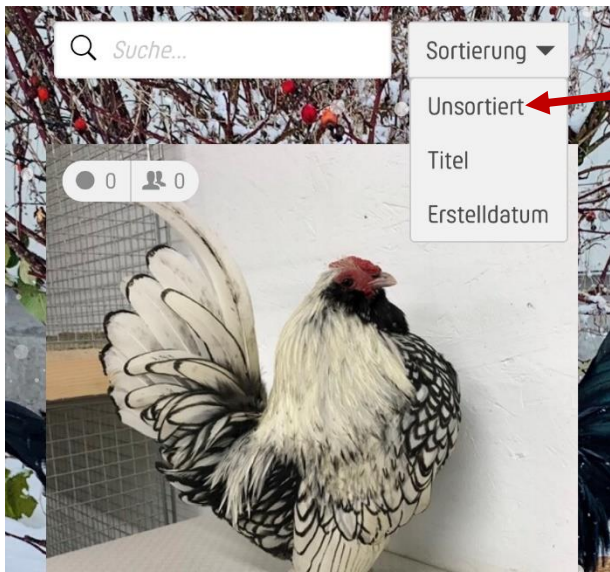 Suche...
Sortierung
Unsortiert
Titel
Erstelldatum
0
0